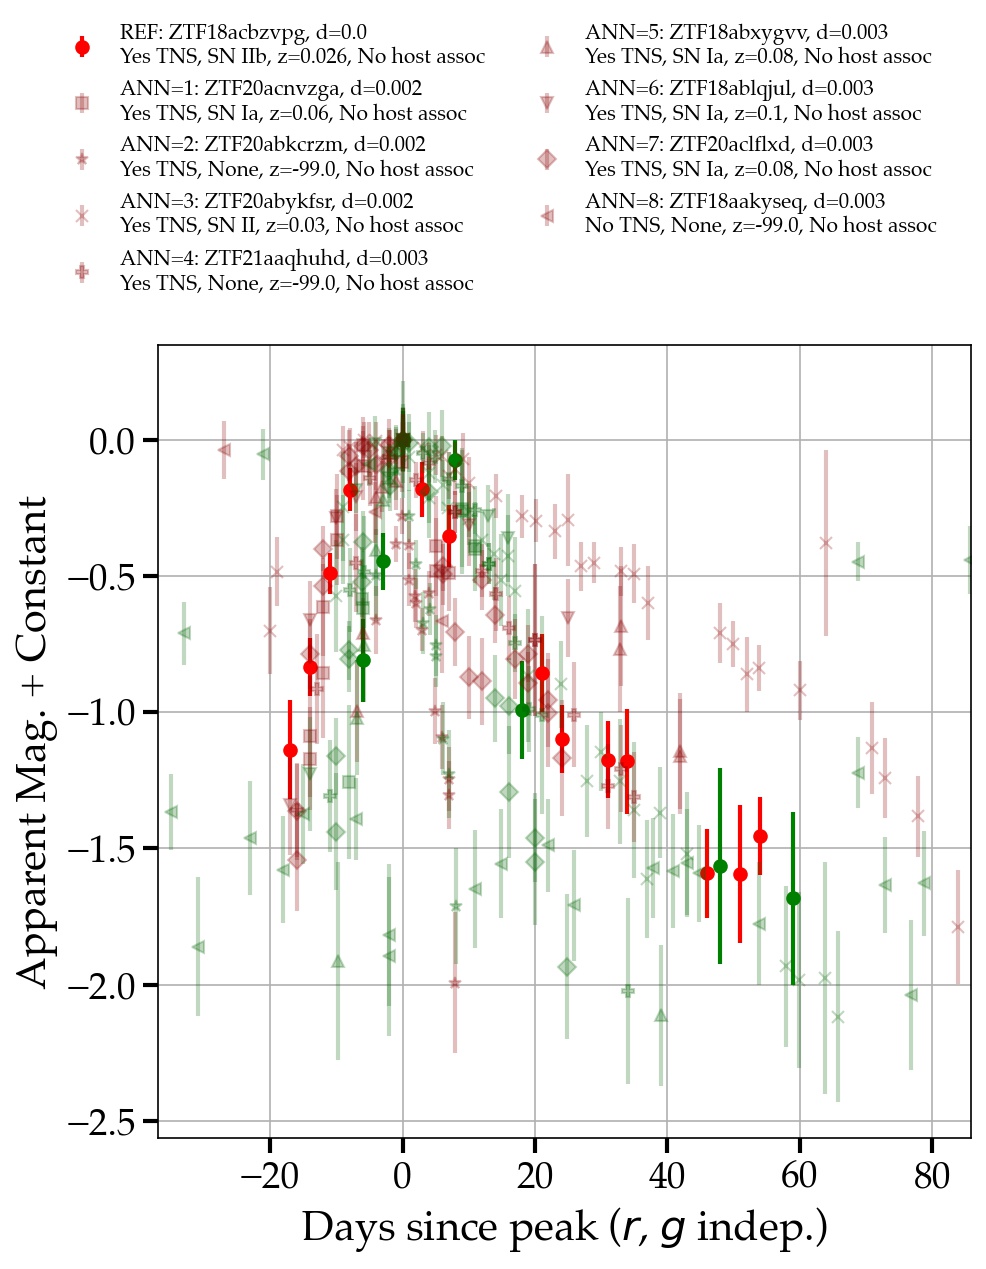 REF: ZTF18acbzvpg, d=0.0
Yes TNS, SN IIb, z=0.026, No host assoc
ANN=1: ZTF20acnvzga, d=0.002
Yes TNS, SN Ia, z=0.06, No host assoc
ANN=2: ZTF20abkcrzm, d=0.002
Yes TNS, None, z=-99.0, No host assoc
ANN=3: ZTF20abykfsr, d=0.002
Yes TNS, SN II, z=0.03, No host assoc
ANN=4: ZTF21aaqhuhd, d=0.003
Yes TNS, None, z=-99.0, No host assoc
ANN=5: ZTF18abxygvv, d=0.003
Yes TNS, SN Ia, z=0.08, No host assoc
ANN=6: ZTF18ablqjul, d=0.003
Yes TNS, SN Ia, z=0.1, No host assoc
ANN=7: ZTF20aclflxd, d=0.003
Yes TNS, SN Ia, z=0.08, No host assoc
ANN=8: ZTF18aakyseq, d=0.003
No TNS, None, z=-99.0, No host assoc
Apparent Mag. + Constant
0.0
−0.5
−1.0
−1.5
−2.0
−2.5
−20 0 20 40 60 80
Days since peak (r, g indep.)